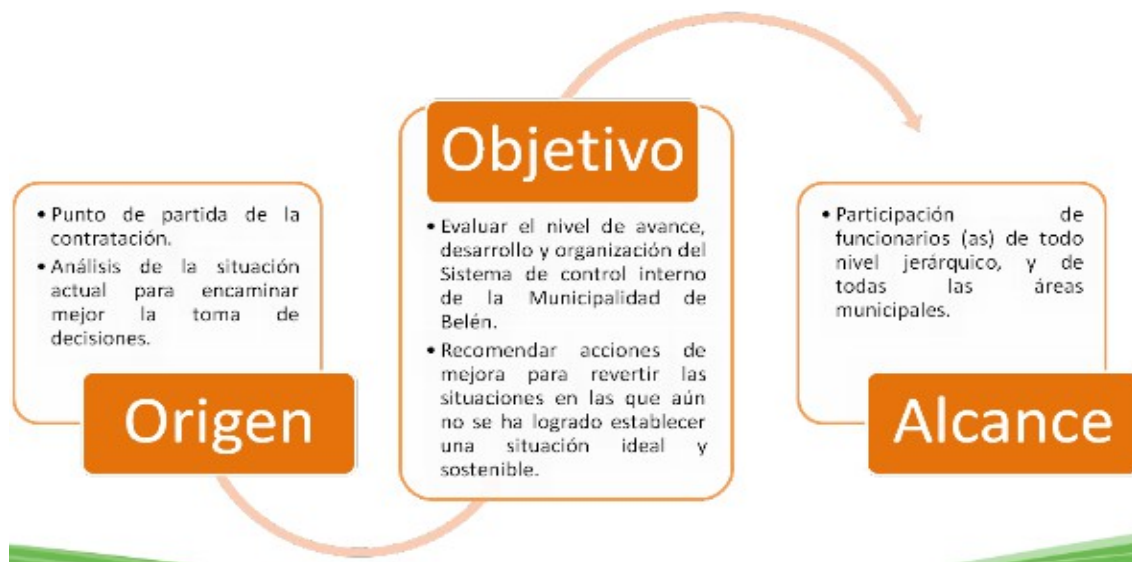 • Punto de partida de la
contratación.
• Análisis de la situación
actual para encaminar
mejor la toma de
decisiones.
Origen
Objetivo
• Evaluar el nivel de avance,
desarrollo y organización del
Sistema de control interno
de la Municipalidad de
Belén.
• Recomendar acciones de
mejora para revertir las
situaciones en las que aún
no se ha logrado establecer
una situación ideal y
sostenible.
• Participación de
funcionarios (as) de todo
nivel jerárquico, y de
todas las áreas
municipales.
Alcance